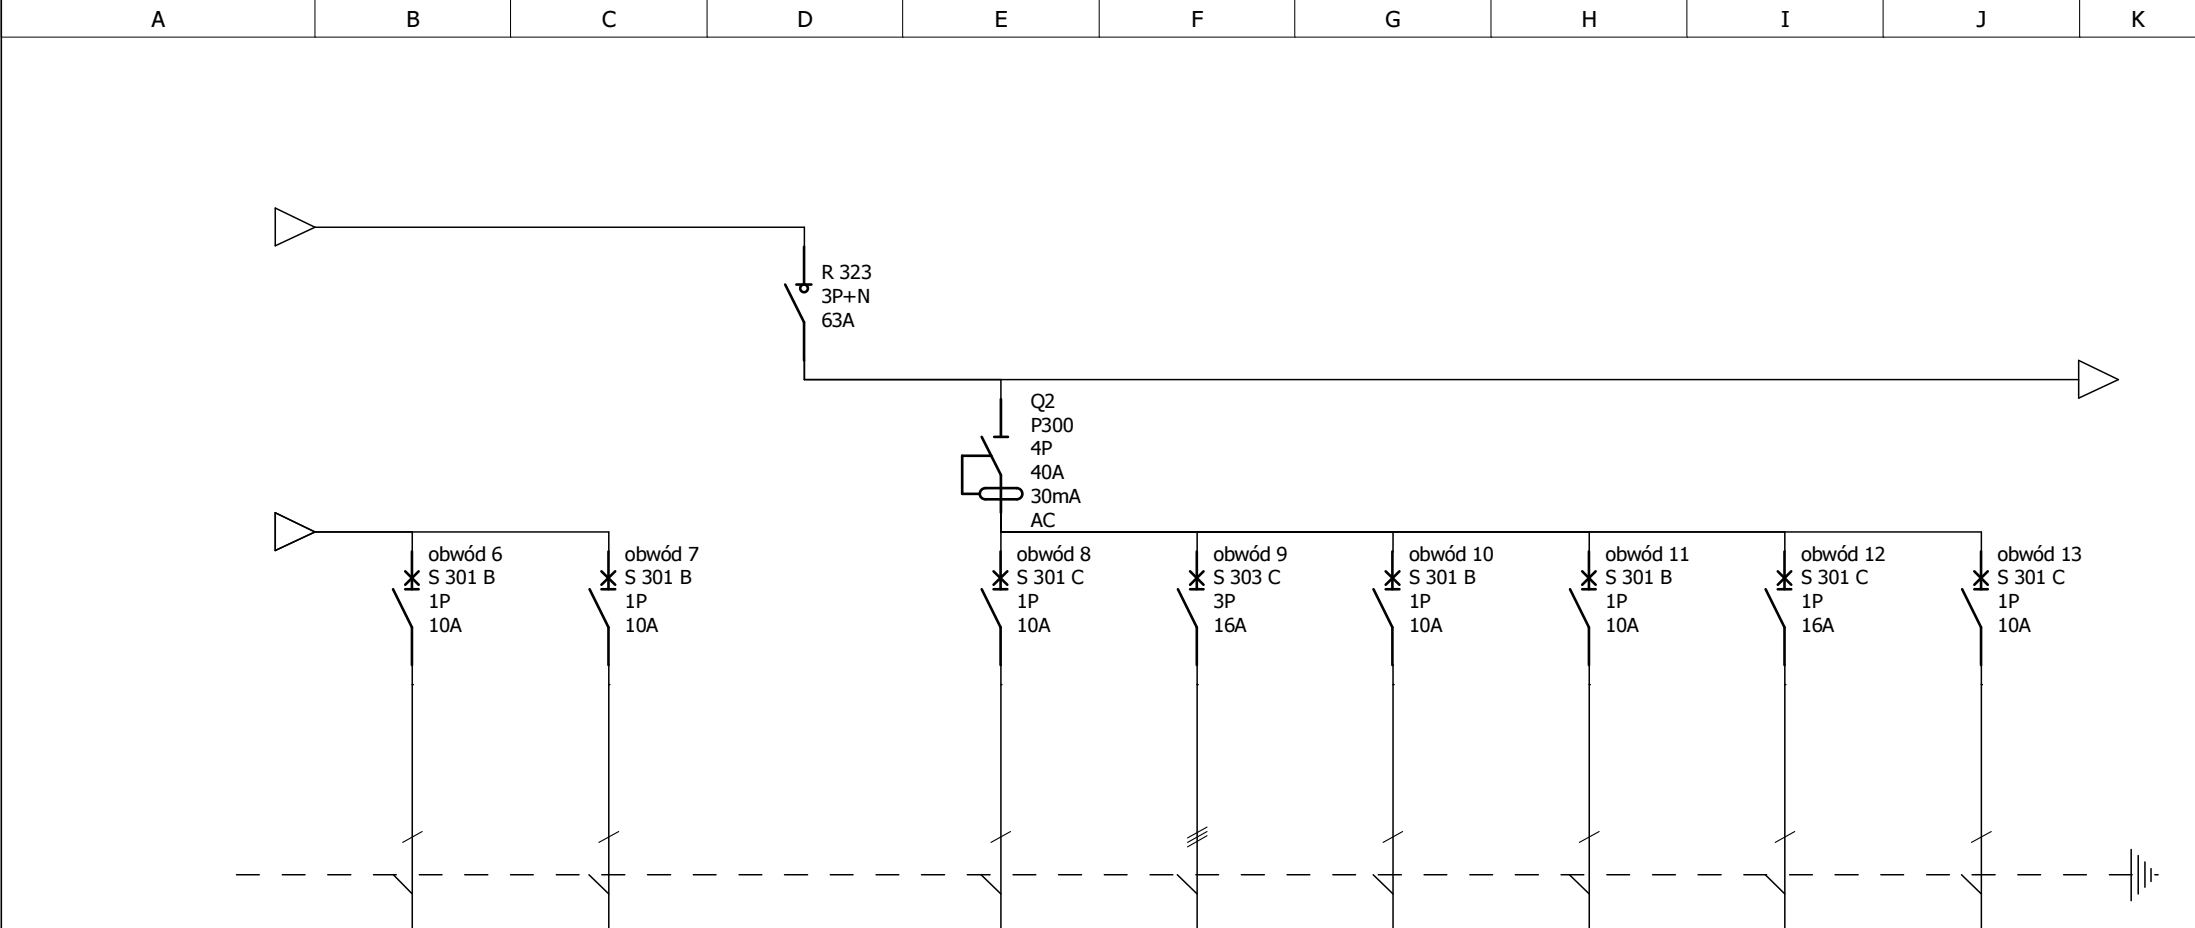 A B C D E F G H I J K
R 323
3P+N
63A
Q2
P300
4P
40A
30mA
AC
obwód 6
S 301 B
1P
10A
obwód 7
S 301 B
1P
10A
obwód 8
S 301 C
1P
10A
obwód 9
S 303 C
3P
16A
obwód 10
S 301 B
1P
10A
obwód 11
S 301 B
1P
10A
obwód 12
S 301 C
1P
16A
obwód 13
S 301 C
1P
10A